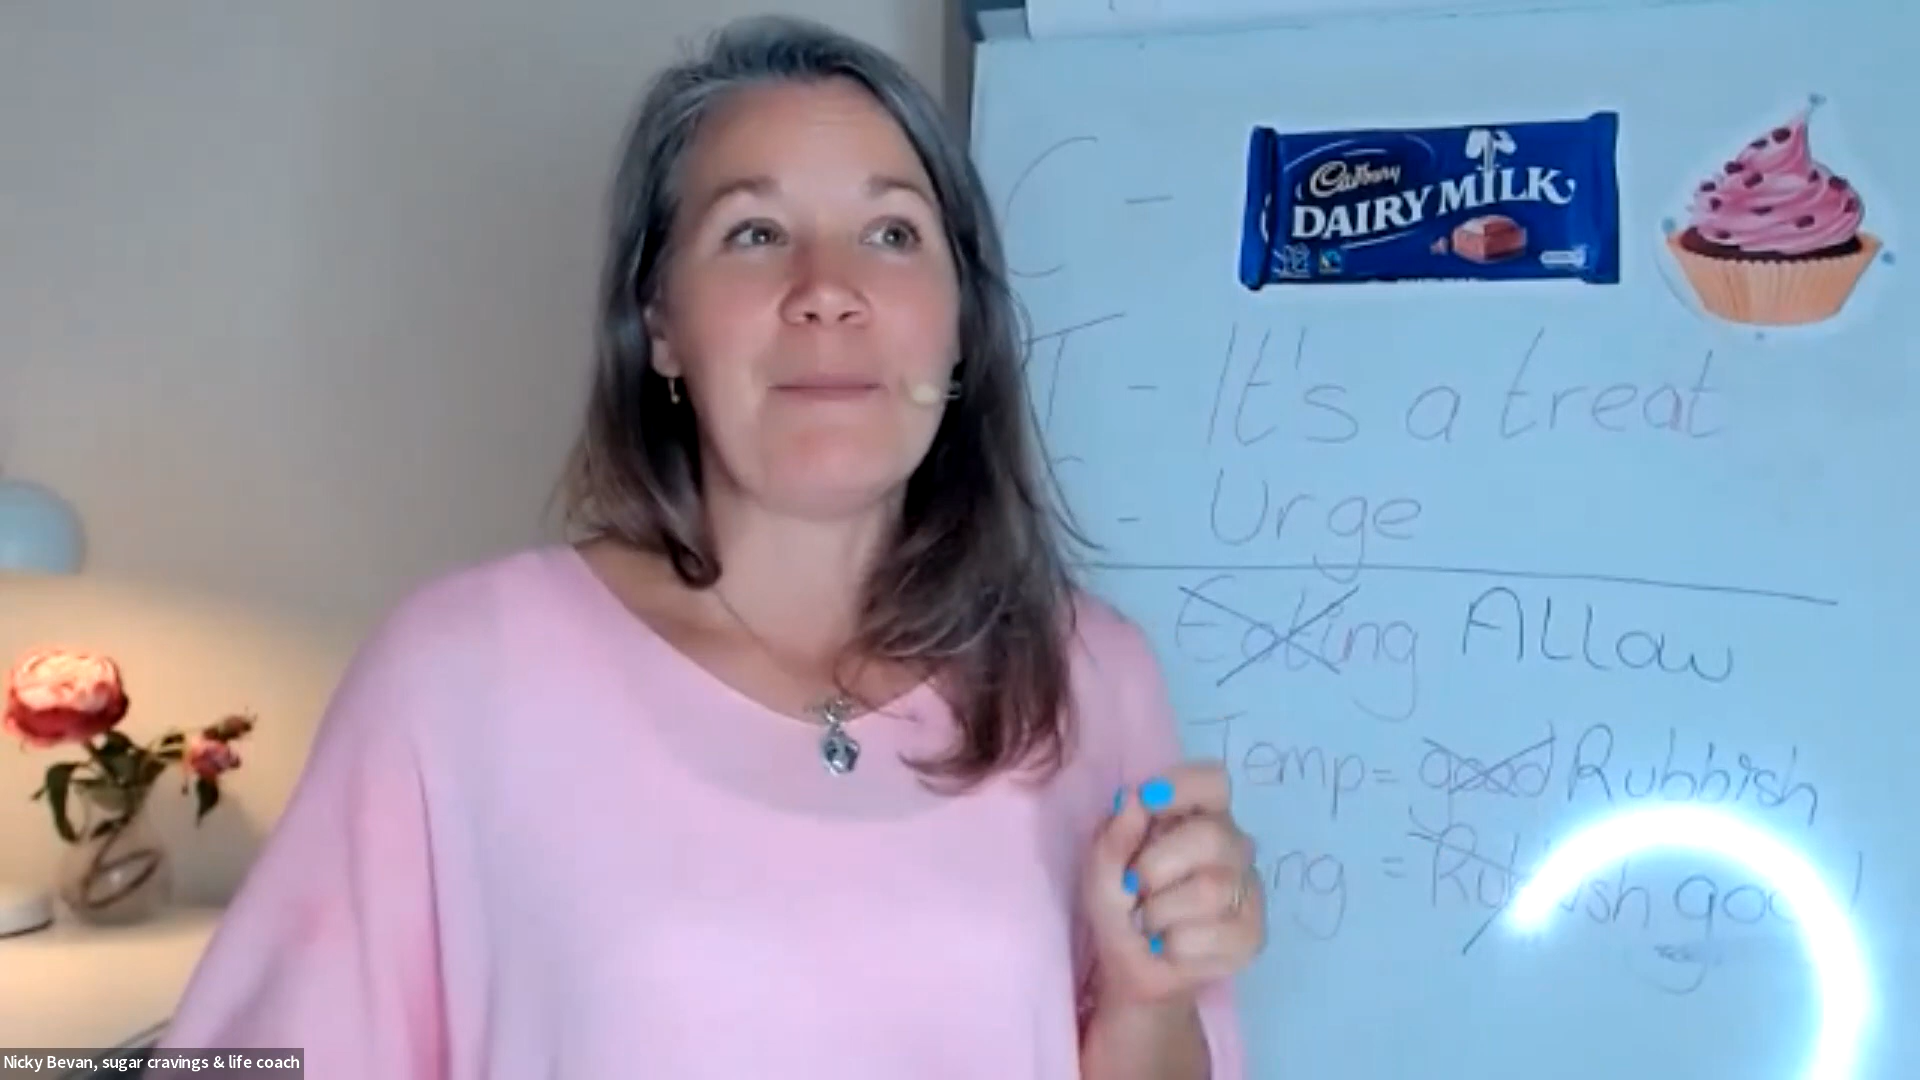 C -
Cadbury
DAIRY MILK
T - It's a treat
- Urge
Eating Allow
Temp= good Rubbish
ng = Rubbish good
Nicky Bevan, sugar cravings & life coach